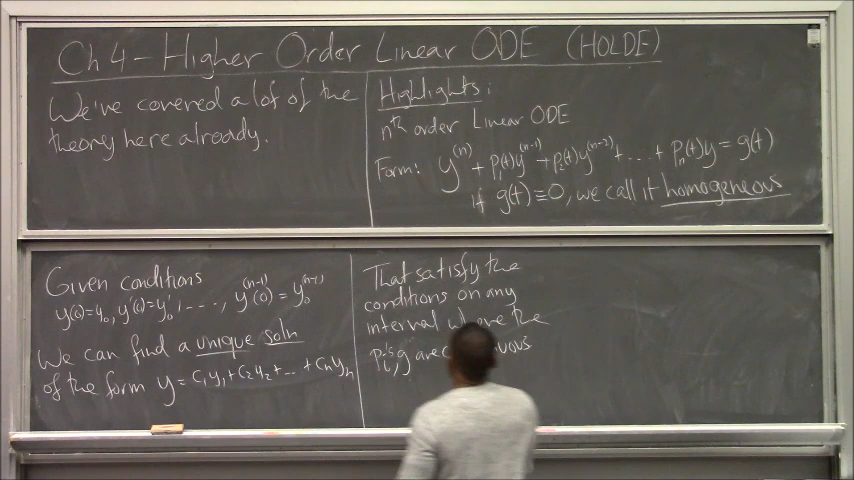 Ch 4 - Higher Order Linear ODE (HOLDE)
We've covered a lot of the
theory here already.
Highlights:
nth order Linear ODE
Form: y^(n) + p₁(t)y^(n-1) + p₂(t)y^(n-2) + ... + pₙ(t)y = g(t)
if g(t) ≡ 0, we call it homogeneous
Given conditions
y(0)=y₀, y'(0)=y₀', ----, y^(n-1)(0) = y₀^(n-1)
We can find a unique soln
of the form y = c₁y₁ + c₂y₂ + ... + cₙyₙ
That satisfy the
conditions on any
interval where the
pᵢ's, g are